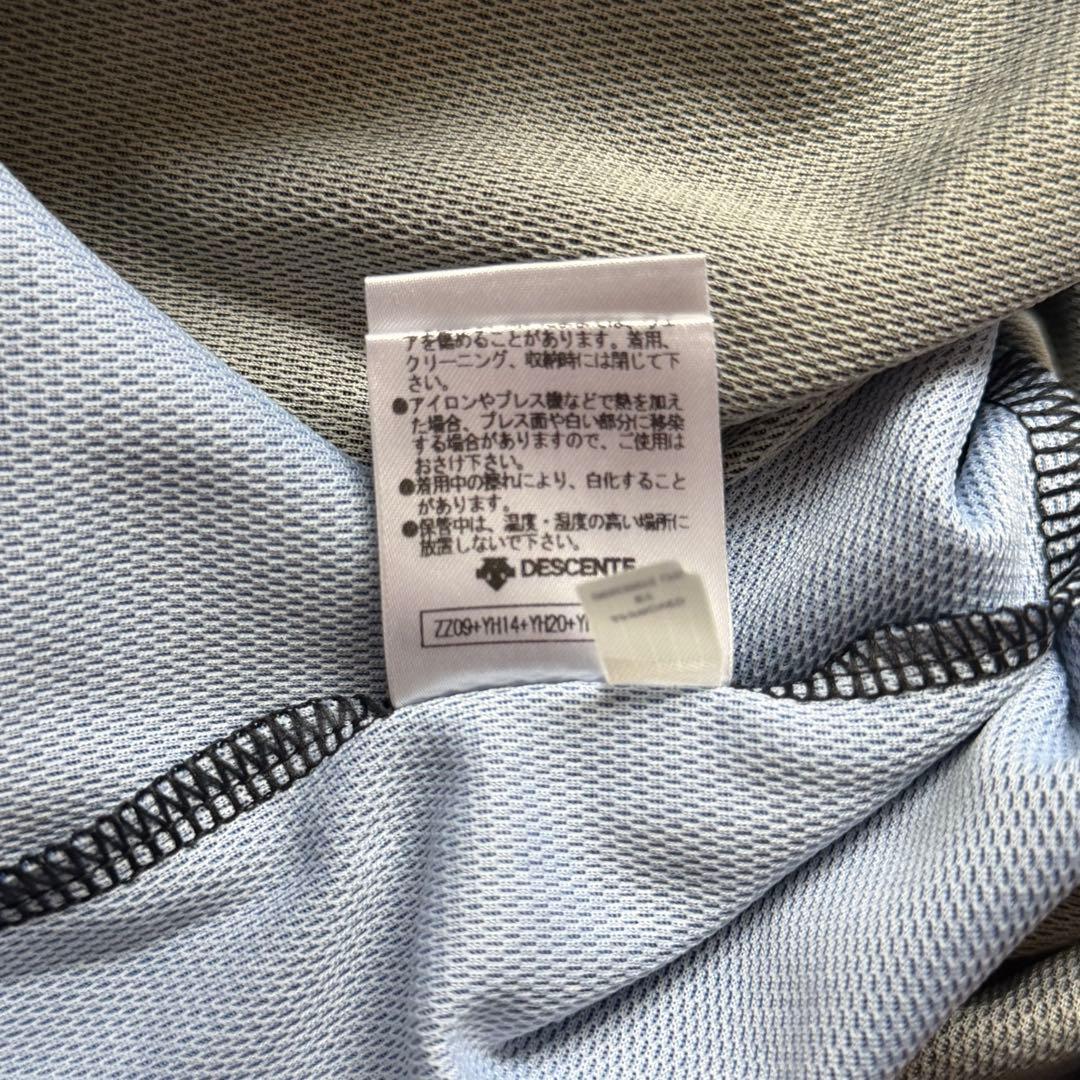 アを傷めることがあります。着用、
クリーニング、収納時には閉じて下
さい。
●アイロンやプレス機などで熱を加え
た場合、プレス面や白い部分に移染
する場合がありますので、ご使用は
おさけ下さい。
●着用中の擦れにより、白化すること
があります。
●保管中は、温度・湿度の高い場所に
放置しないで下さい。
DESCENTE
ZZ09+YH14+YH20+